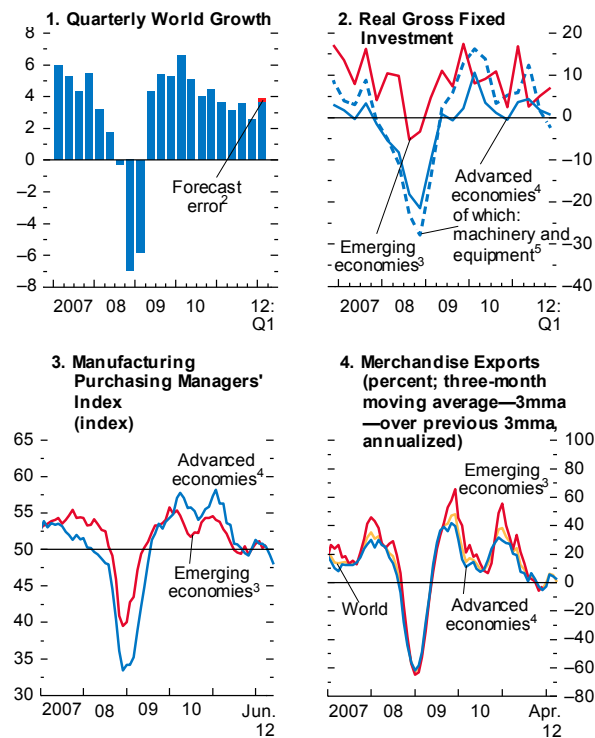 1. Quarterly World Growth
8
6
4
2
0
–2
–4
–6
–8
Forecast
error2
2007 08 09 10 12:
Q1
2. Real Gross Fixed
Investment
20
10
0
–10
–20
–30
–40
Emerging
economies3
Advanced
economies4
of which:
machinery and
equipment5
2007 08 09 10 12:
Q1
3. Manufacturing
Purchasing Managers'
Index
(index)
65
60
55
50
45
40
35
30
Advanced
economies4
Emerging
economies3
2007 08 09 10 Jun.
12
4. Merchandise Exports
(percent; three-month
moving average—3mma
—over previous 3mma,
annualized)
100
80
60
40
20
0
–20
–40
–60
–80
Emerging
economies3
World
Advanced
economies4
2007 08 09 10 Apr.
12